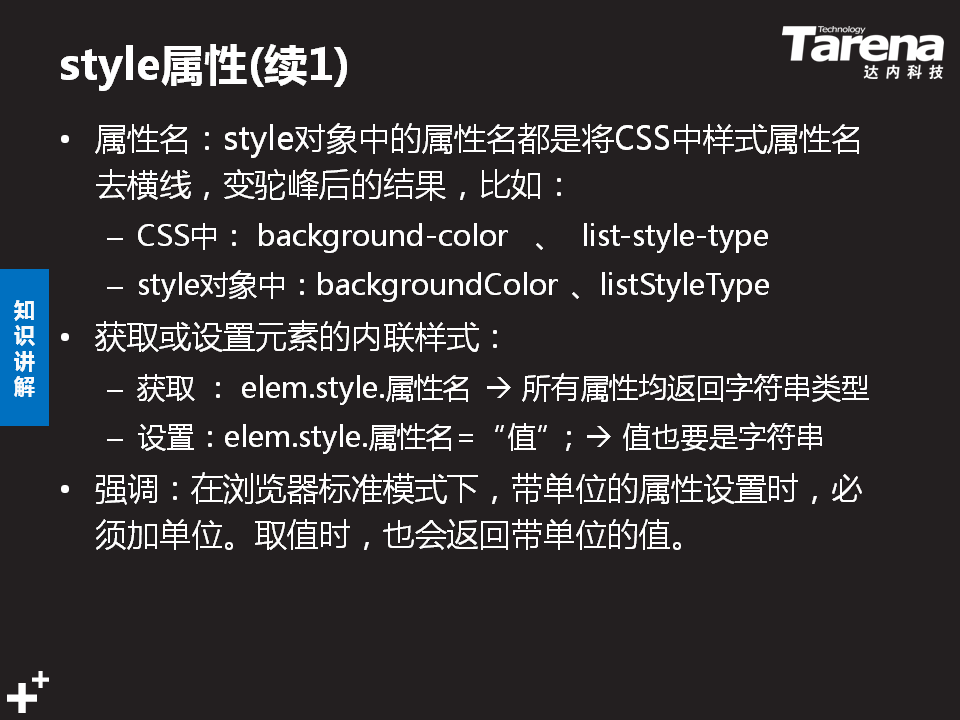 style属性(续1)
Technology
Tarena
达内科技
• 属性名：style对象中的属性名都是将CSS中样式属性名
去横线，变驼峰后的结果，比如：
– CSS中： background-color 、 list-style-type
– style对象中：backgroundColor 、listStyleType
知识讲解
• 获取或设置元素的内联样式：
– 获取 ： elem.style.属性名 → 所有属性均返回字符串类型
– 设置：elem.style.属性名=“值”; → 值也要是字符串
• 强调：在浏览器标准模式下，带单位的属性设置时，必
须加单位。取值时，也会返回带单位的值。